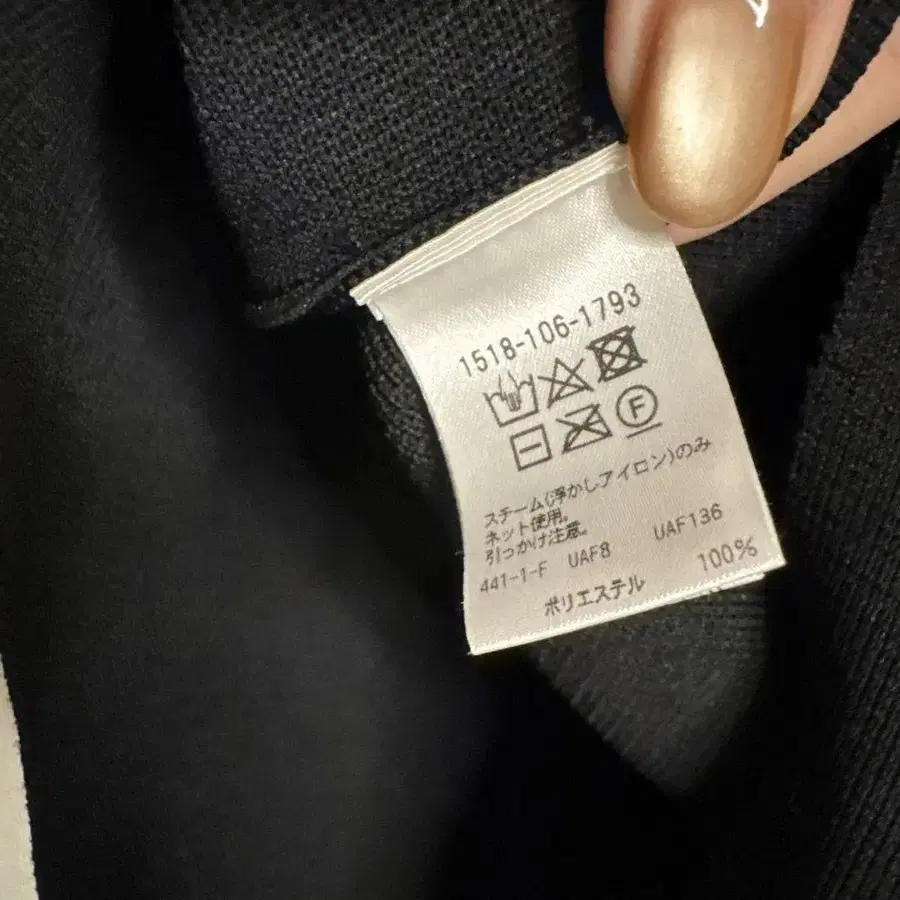 1518-106-1793
F
スチーム(浮かしアイロン)のみ
ネット使用。
引っかけ注意。
441-1-F UAF8 UAF136
ポリエステル 100%